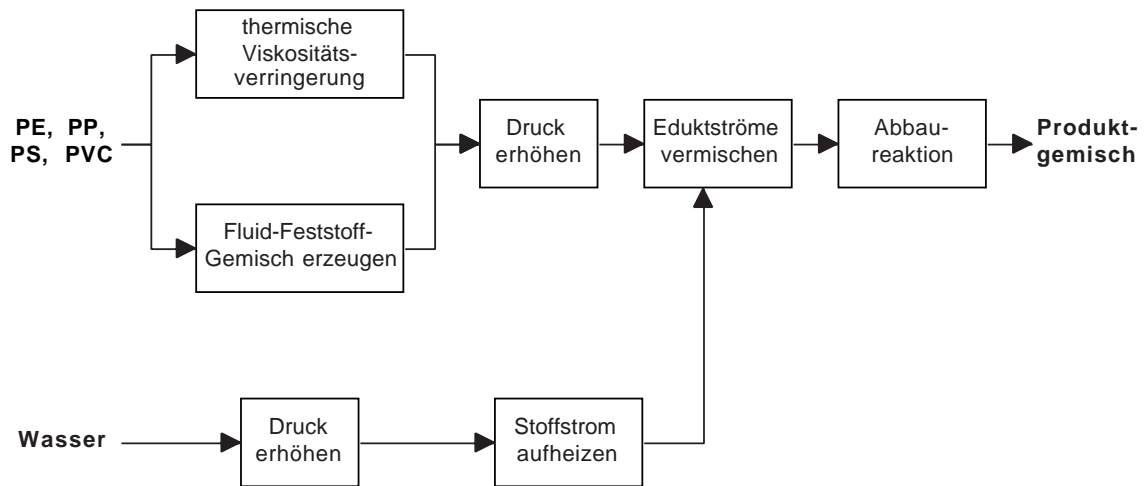 thermische
Viskositäts-
verringerung
PE, PP,
PS, PVC
Druck
erhöhen
Eduktströme
vermischen
Abbau-
reaktion
Produkt-
gemisch
Fluid-Feststoff-
Gemisch erzeugen
Wasser
Druck
erhöhen
Stoffstrom
aufheizen